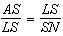 AS/LS = LS/SN